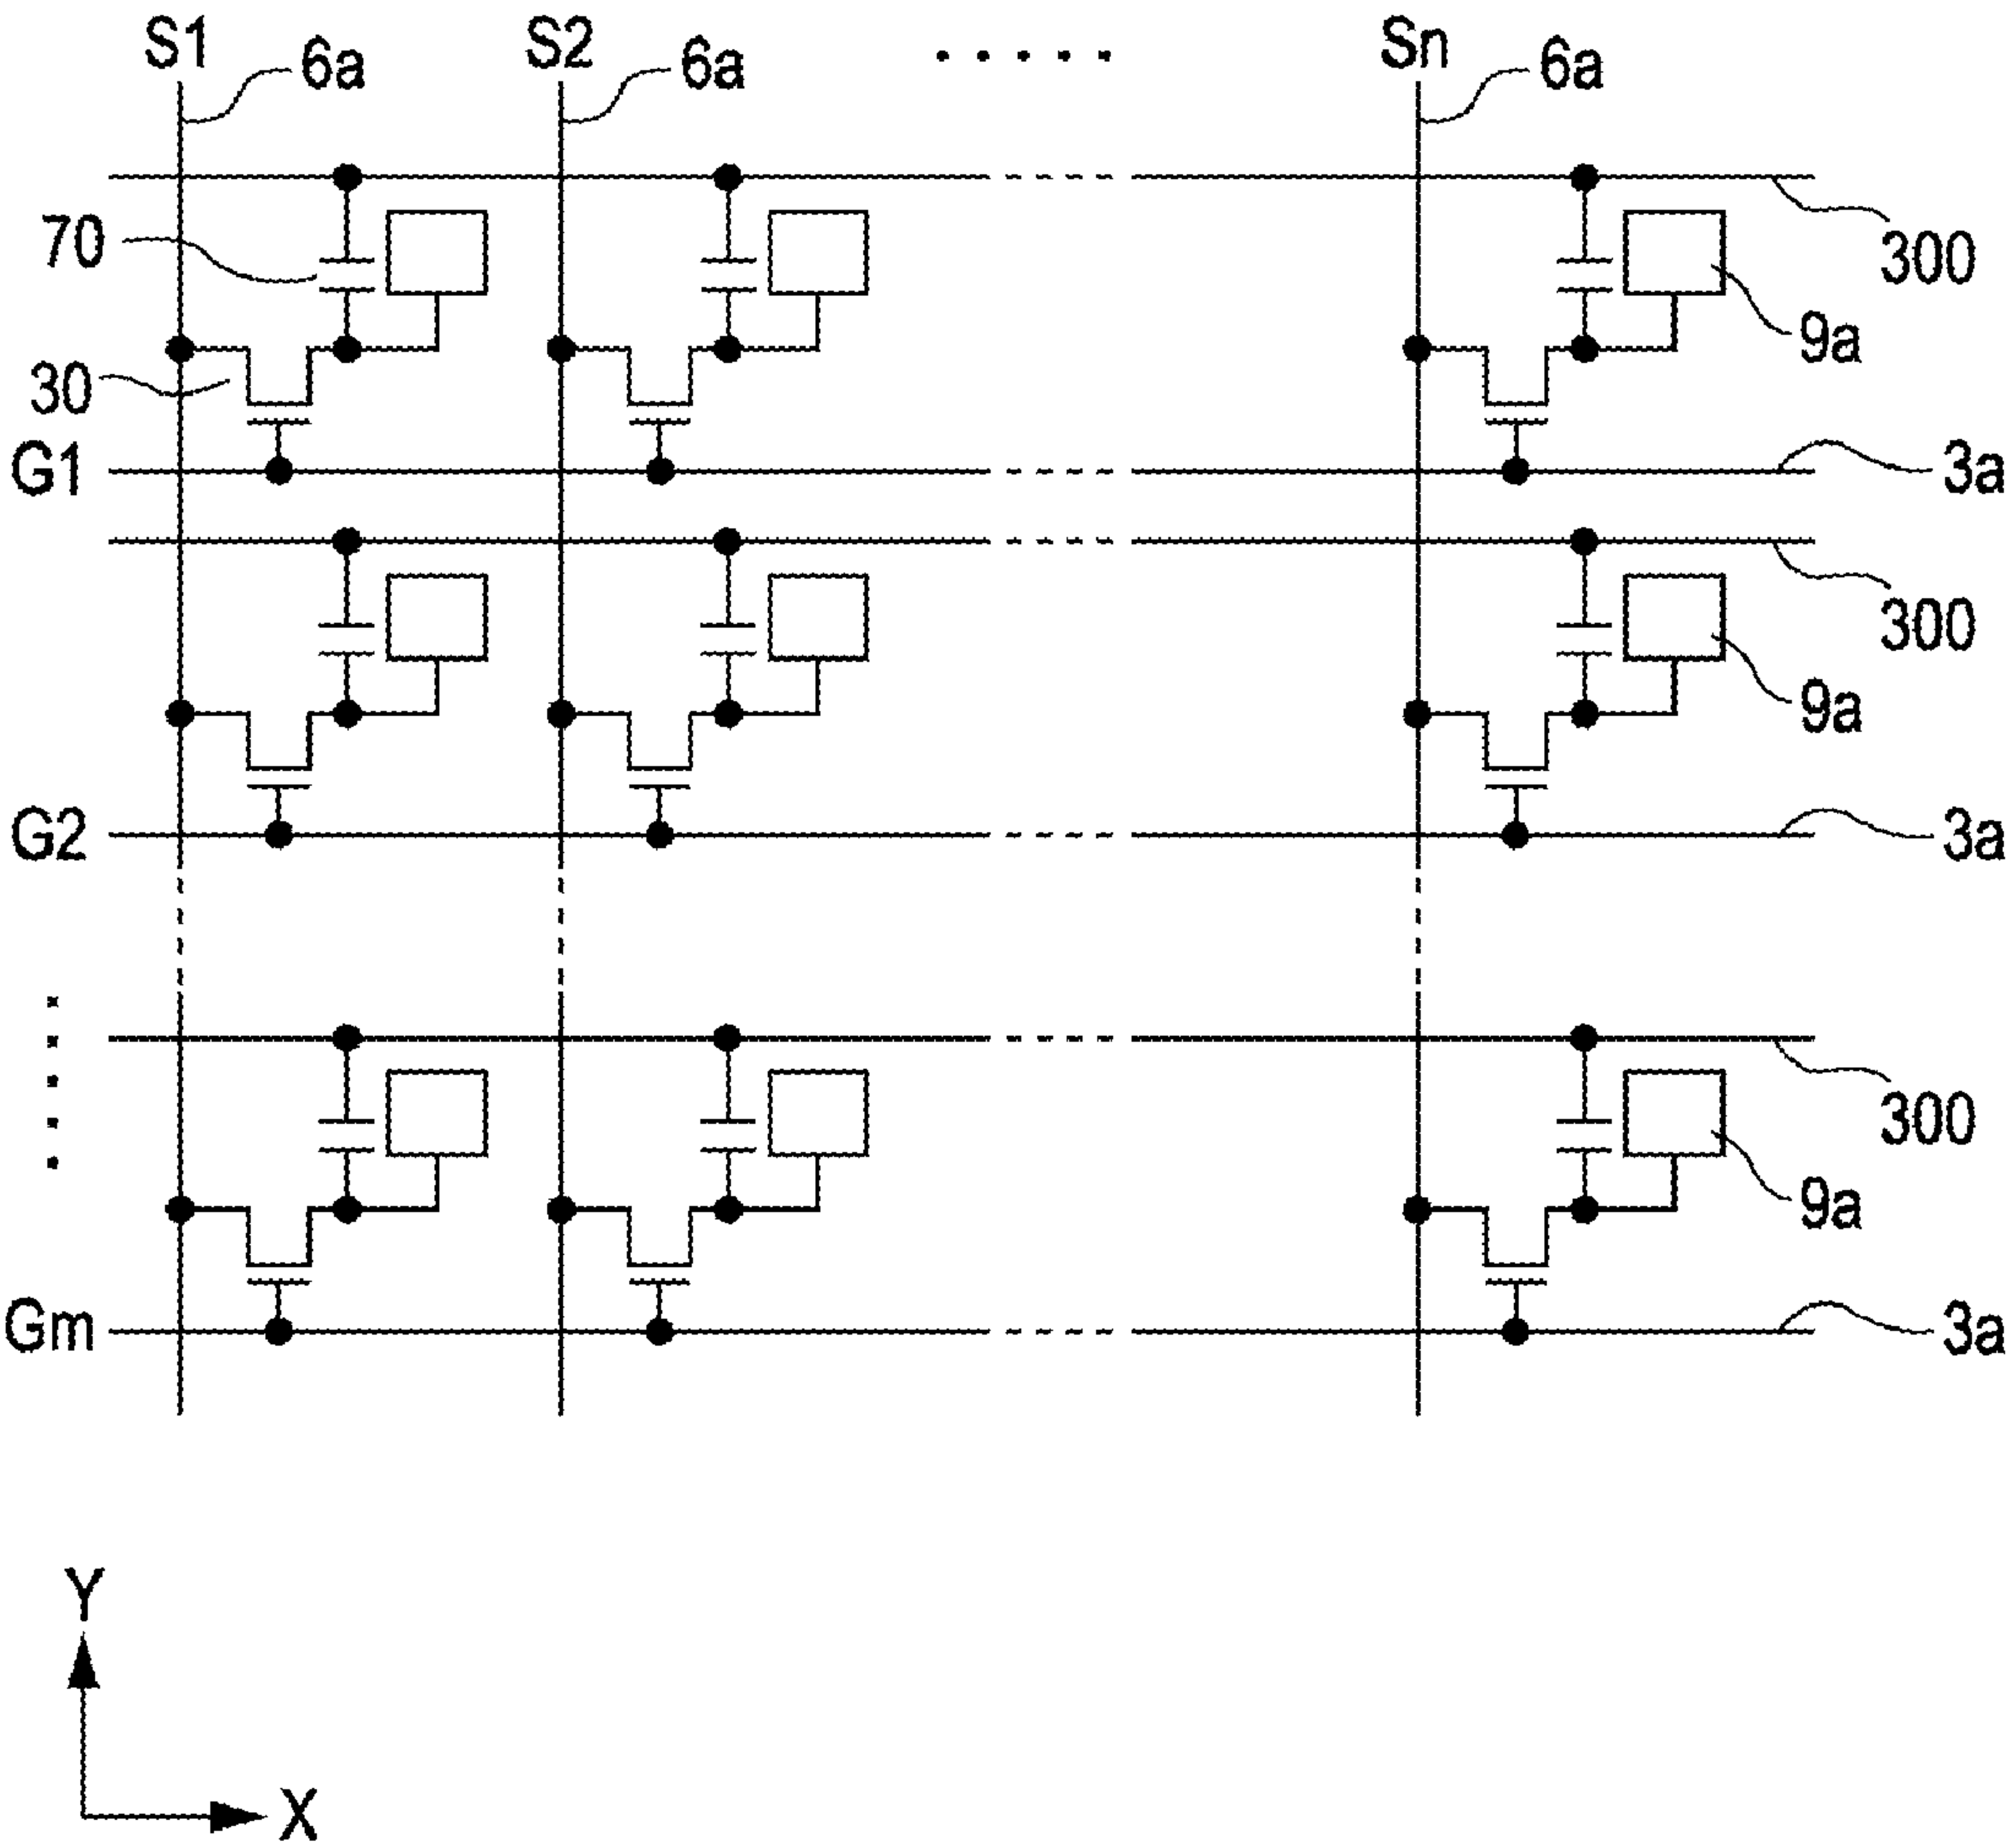 S1 6a S2 6a ..... Sn 6a
300
70
9a
30
G1 3a
300
9a
G2 3a
300
9a
Gm 3a
Y
X